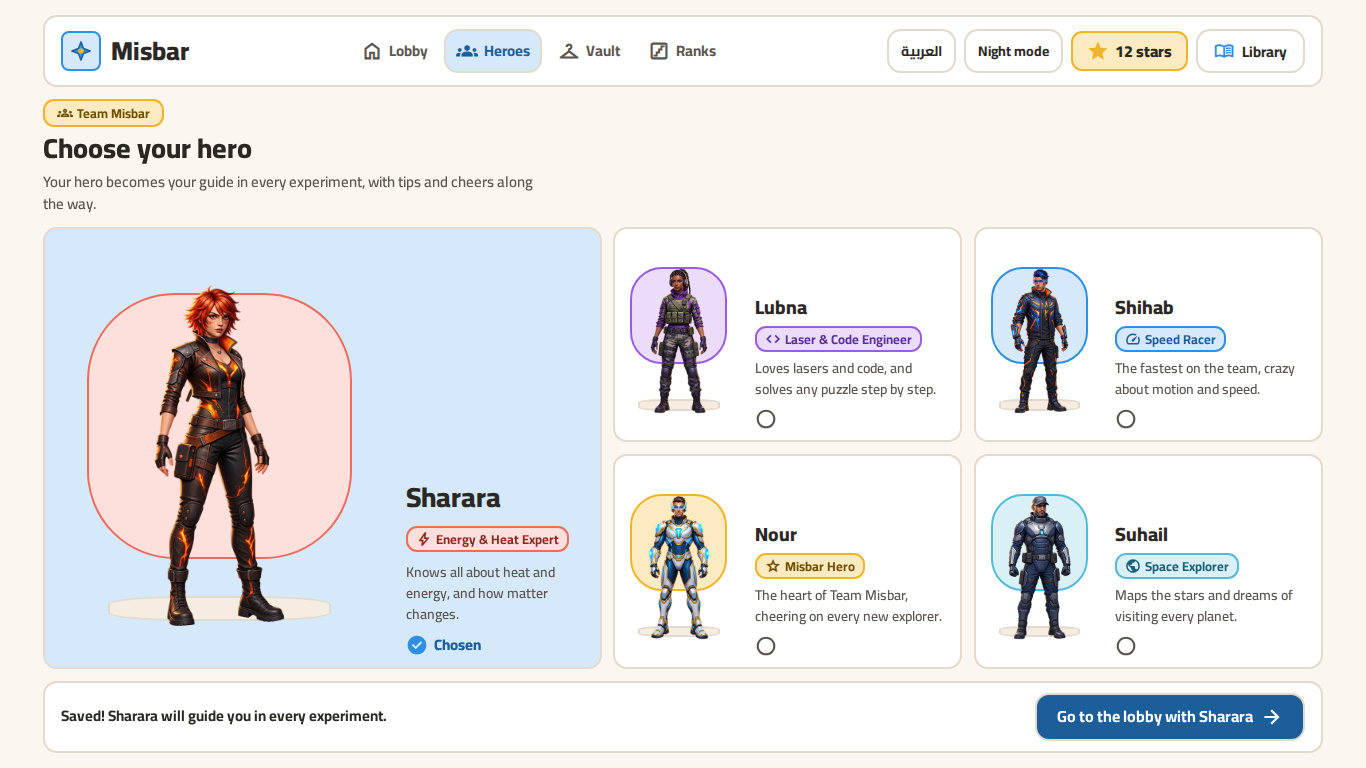 Misbar
Lobby
Heroes
Vault
Ranks
العربية
Night mode
12 stars
Library
Team Misbar
Choose your hero
Your hero becomes your guide in every experiment, with tips and cheers along
the way.
Sharara
Energy & Heat Expert
Knows all about heat and
energy, and how matter
changes.
Chosen
Lubna
Laser & Code Engineer
Loves lasers and code, and
solves any puzzle step by step.
Shihab
Speed Racer
The fastest on the team, crazy
about motion and speed.
Nour
Misbar Hero
The heart of Team Misbar,
cheering on every new explorer.
Suhail
Space Explorer
Maps the stars and dreams of
visiting every planet.
Saved! Sharara will guide you in every experiment.
Go to the lobby with Sharara